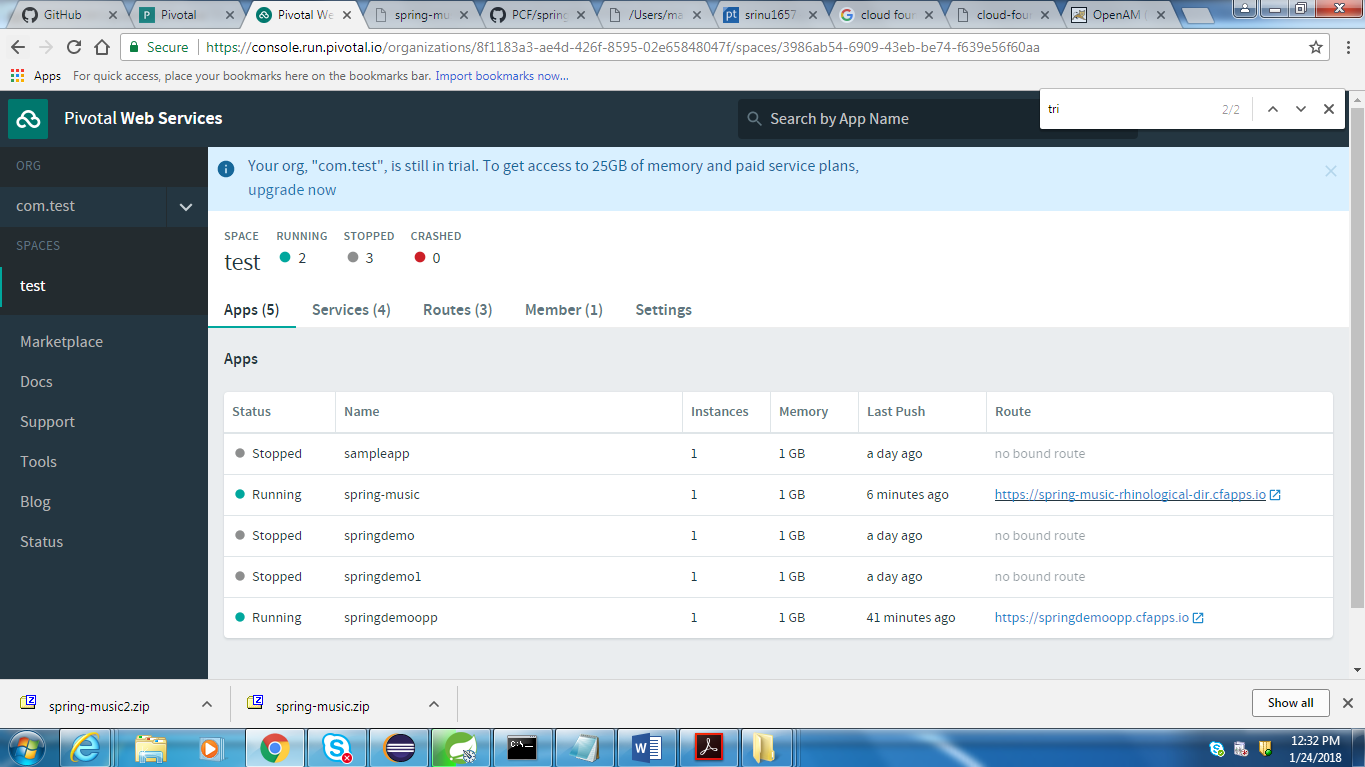 GitHub
Pivotal
Pivotal We
spring-mu
PCF/spring
/Users/ma
srinu1657
cloud four
cloud-four
OpenAM (
Secure https://console.run.pivotal.io/organizations/8f1183a3-ae4d-426f-8595-02e65848047f/spaces/3986ab54-6909-43eb-be74-f639e56f60aa
Apps For quick access, place your bookmarks here on the bookmarks bar. Import bookmarks now...
tri 2/2
Pivotal Web Services
Search by App Name
ORG
com.test
SPACES
test
Marketplace
Docs
Support
Tools
Blog
Status
Your org, "com.test", is still in trial. To get access to 25GB of memory and paid service plans,
upgrade now
SPACE RUNNING STOPPED CRASHED
test 2 3 0
Apps (5) Services (4) Routes (3) Member (1) Settings
Apps
Status Name Instances Memory Last Push Route
Stopped sampleapp 1 1 GB a day ago no bound route
Running spring-music 1 1 GB 6 minutes ago https://spring-music-rhinological-dir.cfapps.io
Stopped springdemo 1 1 GB a day ago no bound route
Stopped springdemo1 1 1 GB a day ago no bound route
Running springdemoopp 1 1 GB 41 minutes ago https://springdemoopp.cfapps.io
spring-music2.zip
spring-music.zip
Show all
12:32 PM
1/24/2018